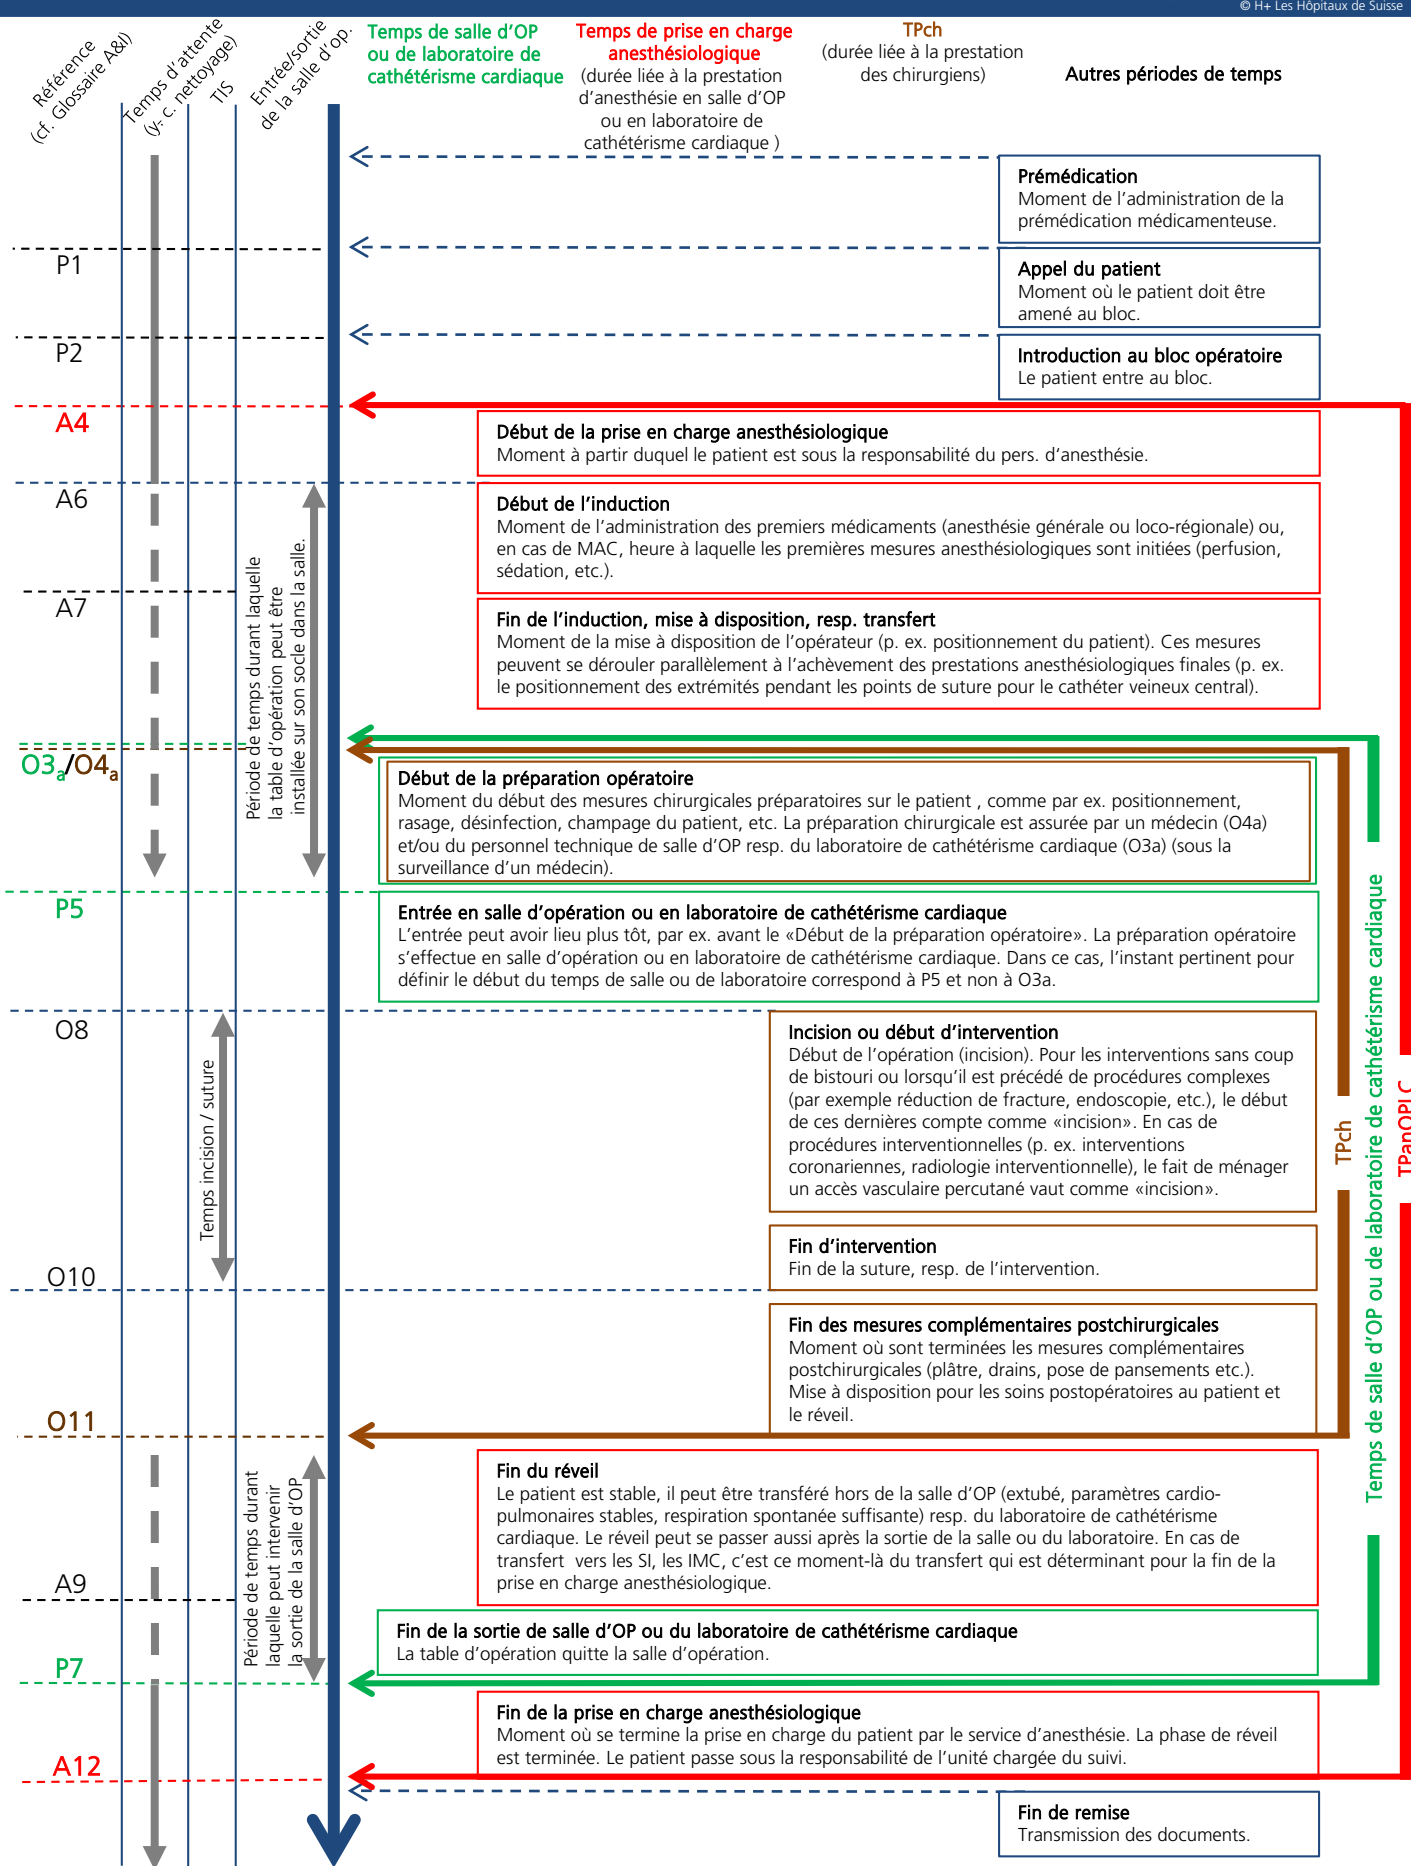 © H+ Les Hôpitaux de Suisse
Référence
(cf. Glossaire A&I)
Temps d'attente
(y- c. nettoyage)
TIS
Entrée/sortie
de la salle d'op.
Temps de salle d'OP
ou de laboratoire de
cathétérisme cardiaque
Temps de prise en charge
anesthésiologique
(durée liée à la prestation
d'anesthésie en salle d'OP
ou en laboratoire de
cathétérisme cardiaque )
TPch
(durée liée à la prestation
des chirurgiens)
Autres périodes de temps
Prémédication
Moment de l'administration de la
prémédication médicamenteuse.
P1
Appel du patient
Moment où le patient doit être
amené au bloc.
P2
Introduction au bloc opératoire
Le patient entre au bloc.
A4
Début de la prise en charge anesthésiologique
Moment à partir duquel le patient est sous la responsabilité du pers. d'anesthésie.
A6
Début de l'induction
Moment de l'administration des premiers médicaments (anesthésie générale ou loco-régionale) ou,
en cas de MAC, heure à laquelle les premières mesures anesthésiologiques sont initiées (perfusion,
sédation, etc.).
A7
Fin de l'induction, mise à disposition, resp. transfert
Moment de la mise à disposition de l'opérateur (p. ex. positionnement du patient). Ces mesures
peuvent se dérouler parallèlement à l'achèvement des prestations anesthésiologiques finales (p. ex.
le positionnement des extrémités pendant les points de suture pour le cathéter veineux central).
Période de temps durant laquelle
la table d'opération peut être
installée sur son socle dans la salle.
O3a/O4a
Début de la préparation opératoire
Moment du début des mesures chirurgicales préparatoires sur le patient , comme par ex. positionnement,
rasage, désinfection, champage du patient, etc. La préparation chirurgicale est assurée par un médecin (O4a)
et/ou du personnel technique de salle d'OP resp. du laboratoire de cathétérisme cardiaque (O3a) (sous la
surveillance d'un médecin).
P5
Entrée en salle d'opération ou en laboratoire de cathétérisme cardiaque
L'entrée peut avoir lieu plus tôt, par ex. avant le «Début de la préparation opératoire». La préparation opératoire
s'effectue en salle d'opération ou en laboratoire de cathétérisme cardiaque. Dans ce cas, l'instant pertinent pour
définir le début du temps de salle ou de laboratoire correspond à P5 et non à O3a.
O8
Temps incision / suture
Incision ou début d'intervention
Début de l'opération (incision). Pour les interventions sans coup
de bistouri ou lorsqu'il est précédé de procédures complexes
(par exemple réduction de fracture, endoscopie, etc.), le début
de ces dernières compte comme «incision». En cas de
procédures interventionnelles (p. ex. interventions
coronariennes, radiologie interventionnelle), le fait de ménager
un accès vasculaire percutané vaut comme «incision».
TPch
Temps de salle d'OP ou de laboratoire de cathétérisme cardiaque
TPanOPLC
Fin d'intervention
Fin de la suture, resp. de l'intervention.
O10
Fin des mesures complémentaires postchirurgicales
Moment où sont terminées les mesures complémentaires
postchirurgicales (plâtre, drains, pose de pansements etc.).
Mise à disposition pour les soins postopératoires au patient et
le réveil.
O11
Période de temps durant
laquelle peut intervenir
la sortie de la salle d'OP
Fin du réveil
Le patient est stable, il peut être transféré hors de la salle d'OP (extubé, paramètres cardio-
pulmonaires stables, respiration spontanée suffisante) resp. du laboratoire de cathétérisme
cardiaque. Le réveil peut se passer aussi après la sortie de la salle ou du laboratoire. En cas de
transfert vers les SI, les IMC, c'est ce moment-là du transfert qui est déterminant pour la fin de la
prise en charge anesthésiologique.
A9
Fin de la sortie de salle d'OP ou du laboratoire de cathétérisme cardiaque
La table d'opération quitte la salle d'opération.
P7
Fin de la prise en charge anesthésiologique
Moment où se termine la prise en charge du patient par le service d'anesthésie. La phase de réveil
est terminée. Le patient passe sous la responsabilité de l'unité chargée du suivi.
A12
Fin de remise
Transmission des documents.